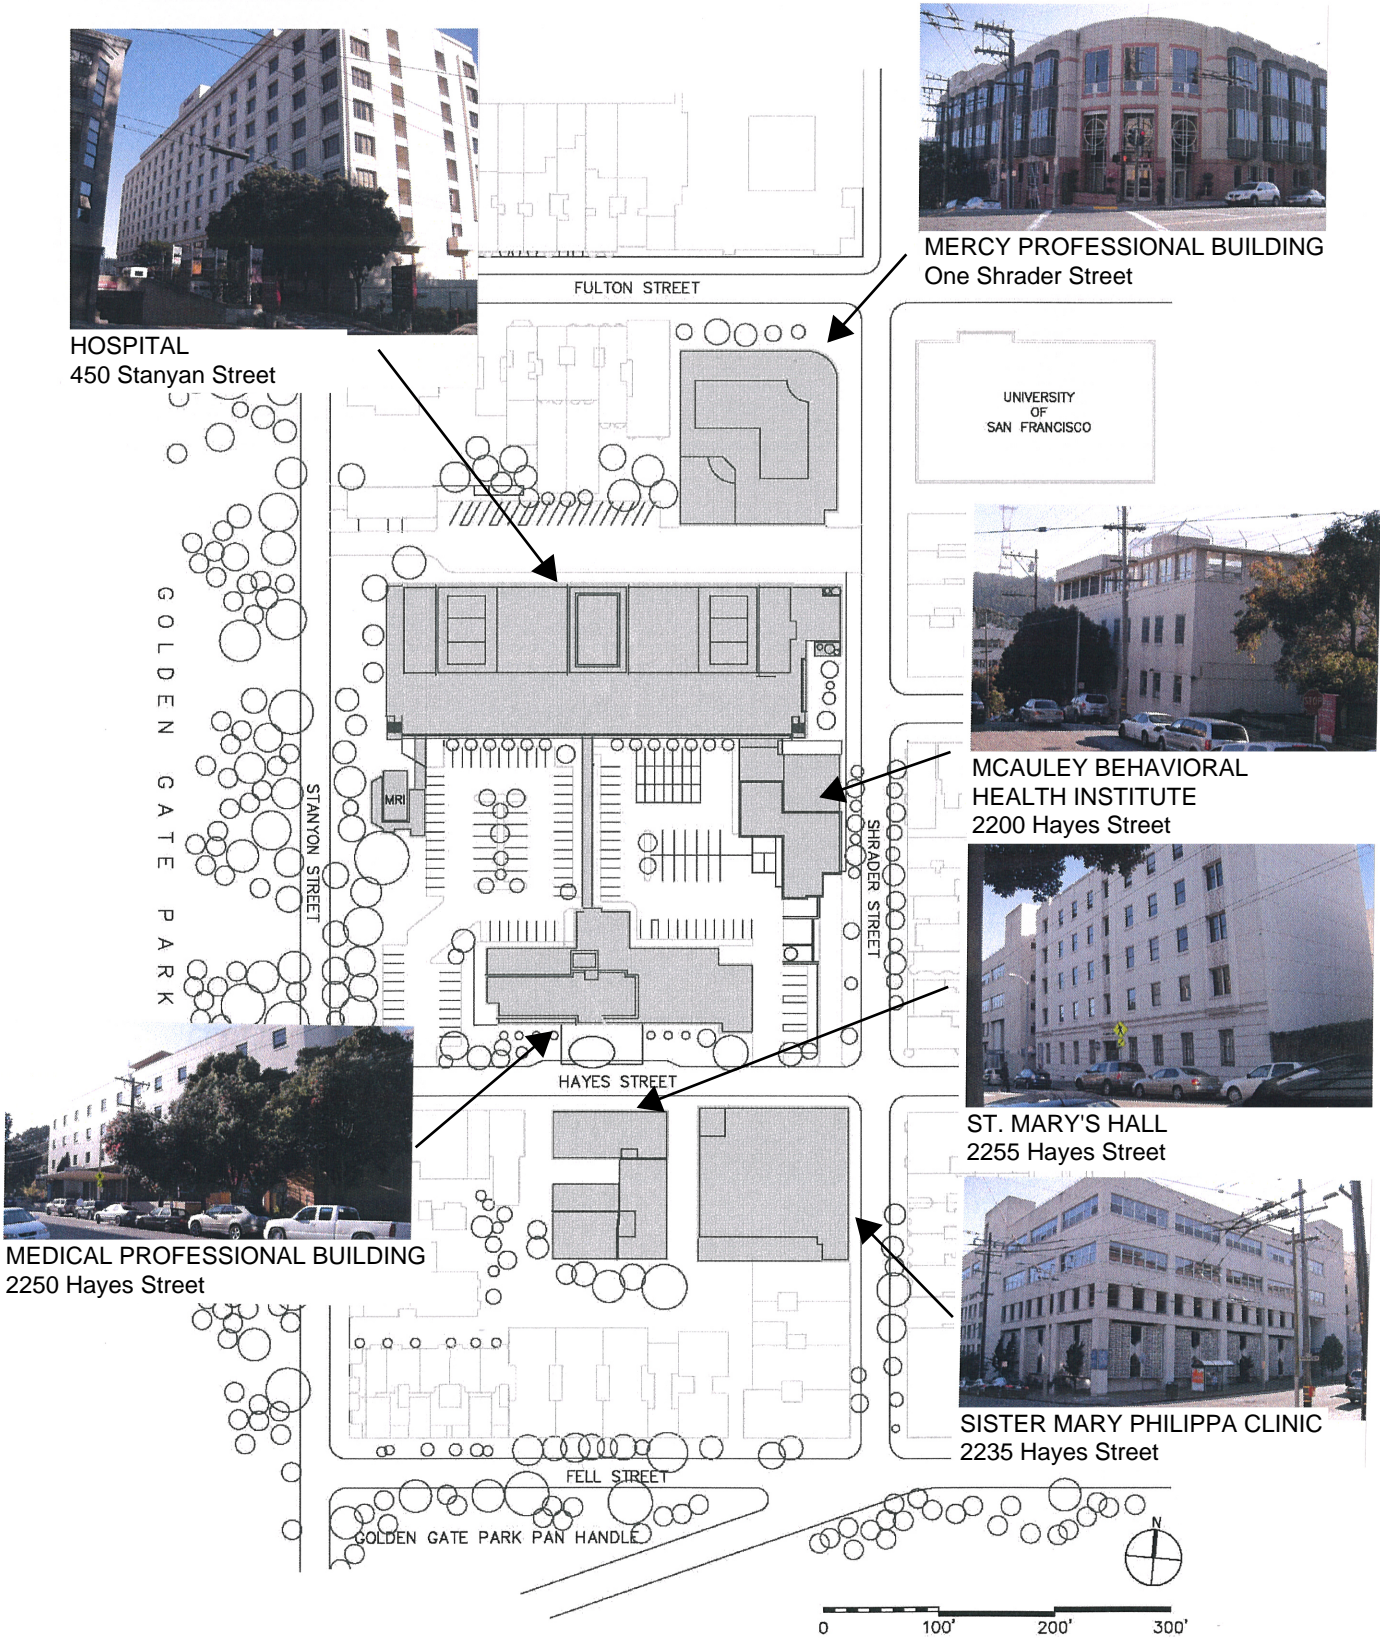 MERCY PROFESSIONAL BUILDING
One Shrader Street
FULTON STREET
HOSPITAL
450 Stanyan Street
UNIVERSITY
OF
SAN FRANCISCO
GOLDEN GATE PARK
STANYON STREET
MRI
SHRADER STREET
MCAULEY BEHAVIORAL
HEALTH INSTITUTE
2200 Hayes Street
HAYES STREET
ST. MARY'S HALL
2255 Hayes Street
MEDICAL PROFESSIONAL BUILDING
2250 Hayes Street
SISTER MARY PHILIPPA CLINIC
2235 Hayes Street
FELL STREET
GOLDEN GATE PARK PAN HANDLE
N
0 100' 200' 300'